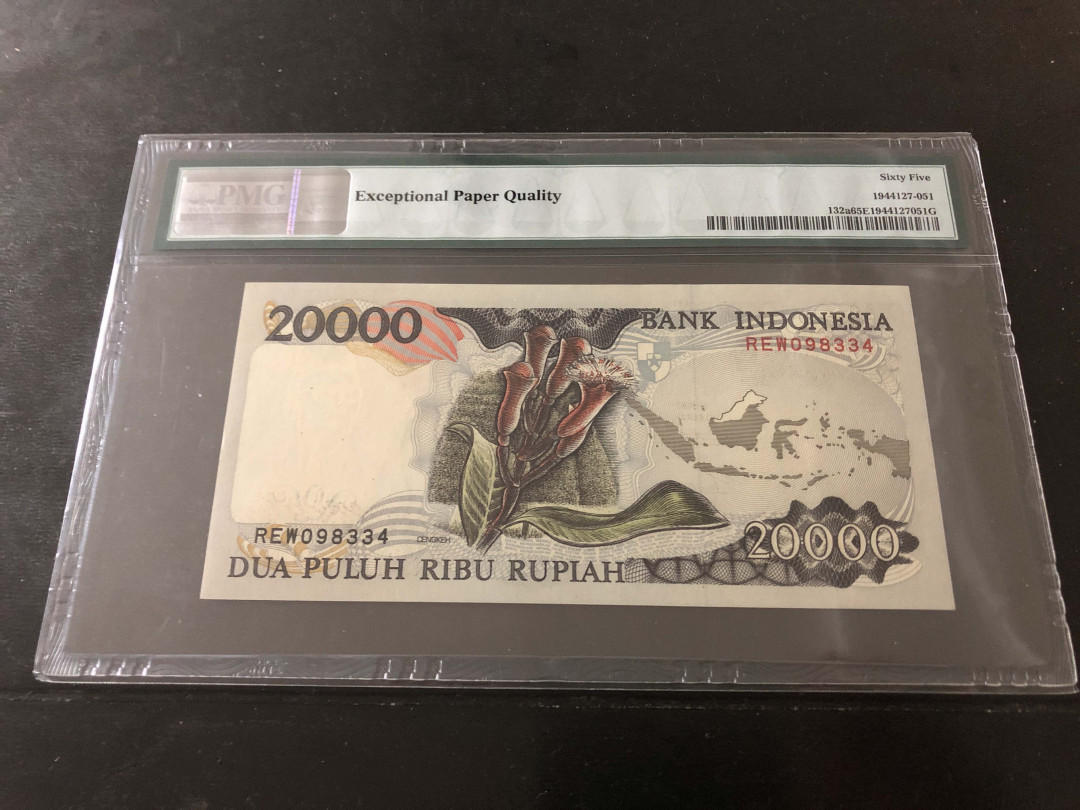 PMG
Exceptional Paper Quality
Sixty Five
1944127-051
132a65E1944127051G
20000
BANK INDONESIA
REW098334
REW098334
CENGKEH
20000
DUA PULUH RIBU RUPIAH